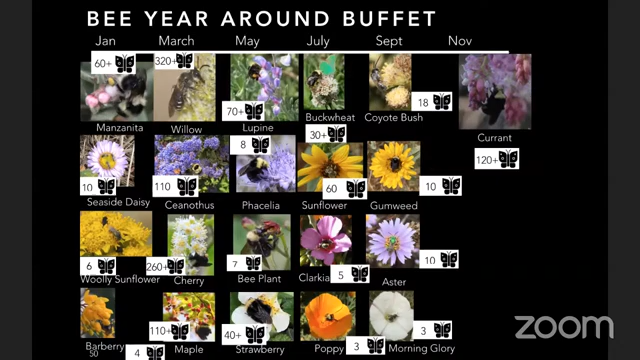 BEE YEAR AROUND BUFFET
Jan March May July Sept Nov
60+ 320+
70+ 18
Manzanita Willow Lupine Buckwheat Coyote Bush
Currant
8 30+ 120+
10 110 60 10
Seaside Daisy Ceanothus Phacelia Sunflower Gumweed
6 260+ 7 5 10
Woolly Sunflower Cherry Bee Plant Clarkia Aster
110+ 40+ 3 3
Barberry Maple Strawberry Poppy Morning Glory
50 4
zoom